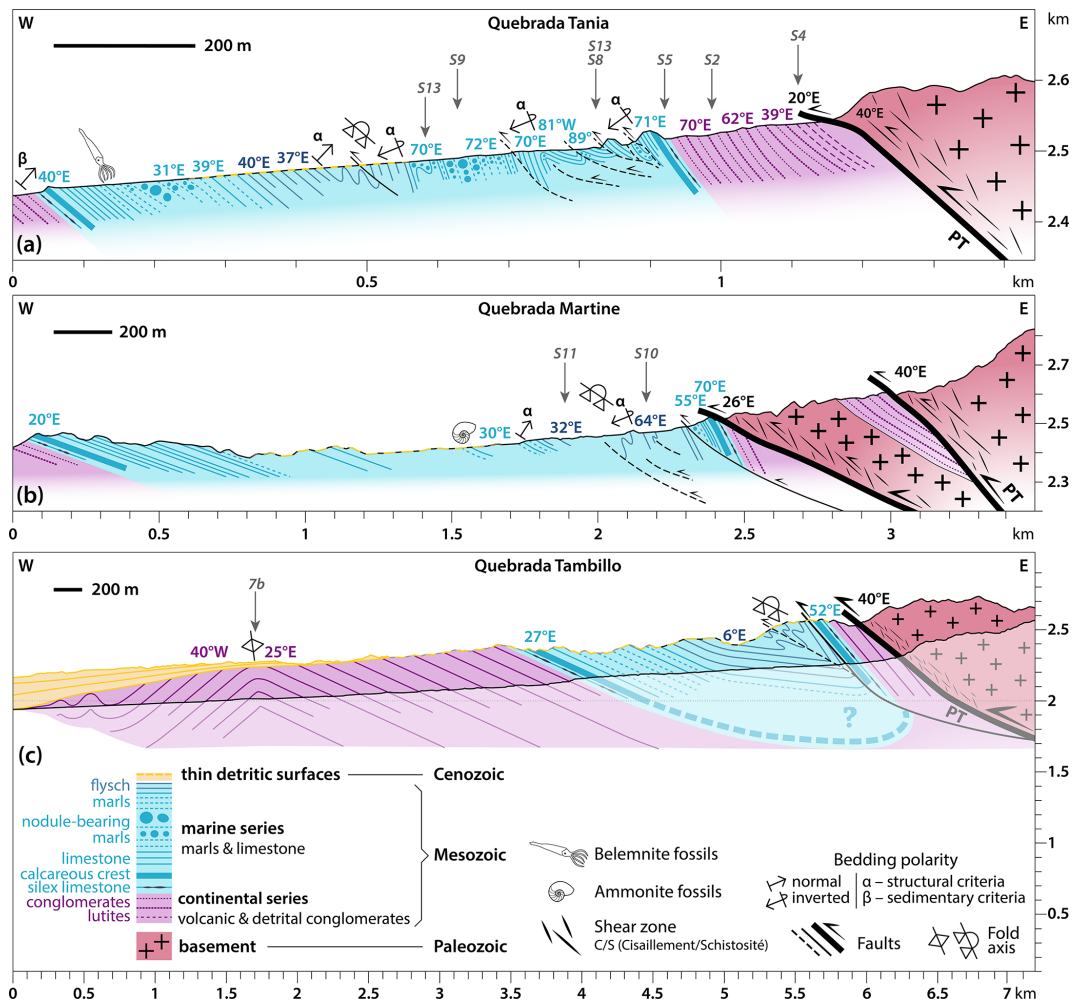 W Quebrada Tania E km
200 m
S13
S8
S9
S5
S2
S4
S13
2.6
2.5
2.4
β
40°E
31°E
39°E
40°E
37°E
α
α
70°E
72°E
α
70°E
81°W
89°
α
71°E
70°E
62°E
39°E
20°E
40°E
PT
(a)
0 0.5 1 km
W Quebrada Martine E
200 m
S11
S10
2.7
2.5
2.3
20°E
30°E
α
32°E
α
64°E
55°E
70°E
26°E
40°E
PT
(b)
0 0.5 1 1.5 2 2.5 3 km
W Quebrada Tambillo E
200 m
7b
40°W
25°E
27°E
6°E
52°E
40°E
?
PT
(c)
2.5
2
1.5
1
0.5
thin detritic surfaces Cenozoic
flysch
marls
nodule-bearing
marls
marine series
marls & limestone
Mesozoic
limestone
calcareous crest
silex limestone
conglomerates
lutites
continental series
volcanic & detrital conglomerates
basement Paleozoic
Belemnite fossils
Ammonite fossils
Shear zone
C/S (Cisaillement/Schistosité)
Bedding polarity
normal α – structural criteria
inverted β – sedimentary criteria
Faults
Fold
axis
0 0.5 1 1.5 2 2.5 3 3.5 4 4.5 5 5.5 6 6.5 7 km